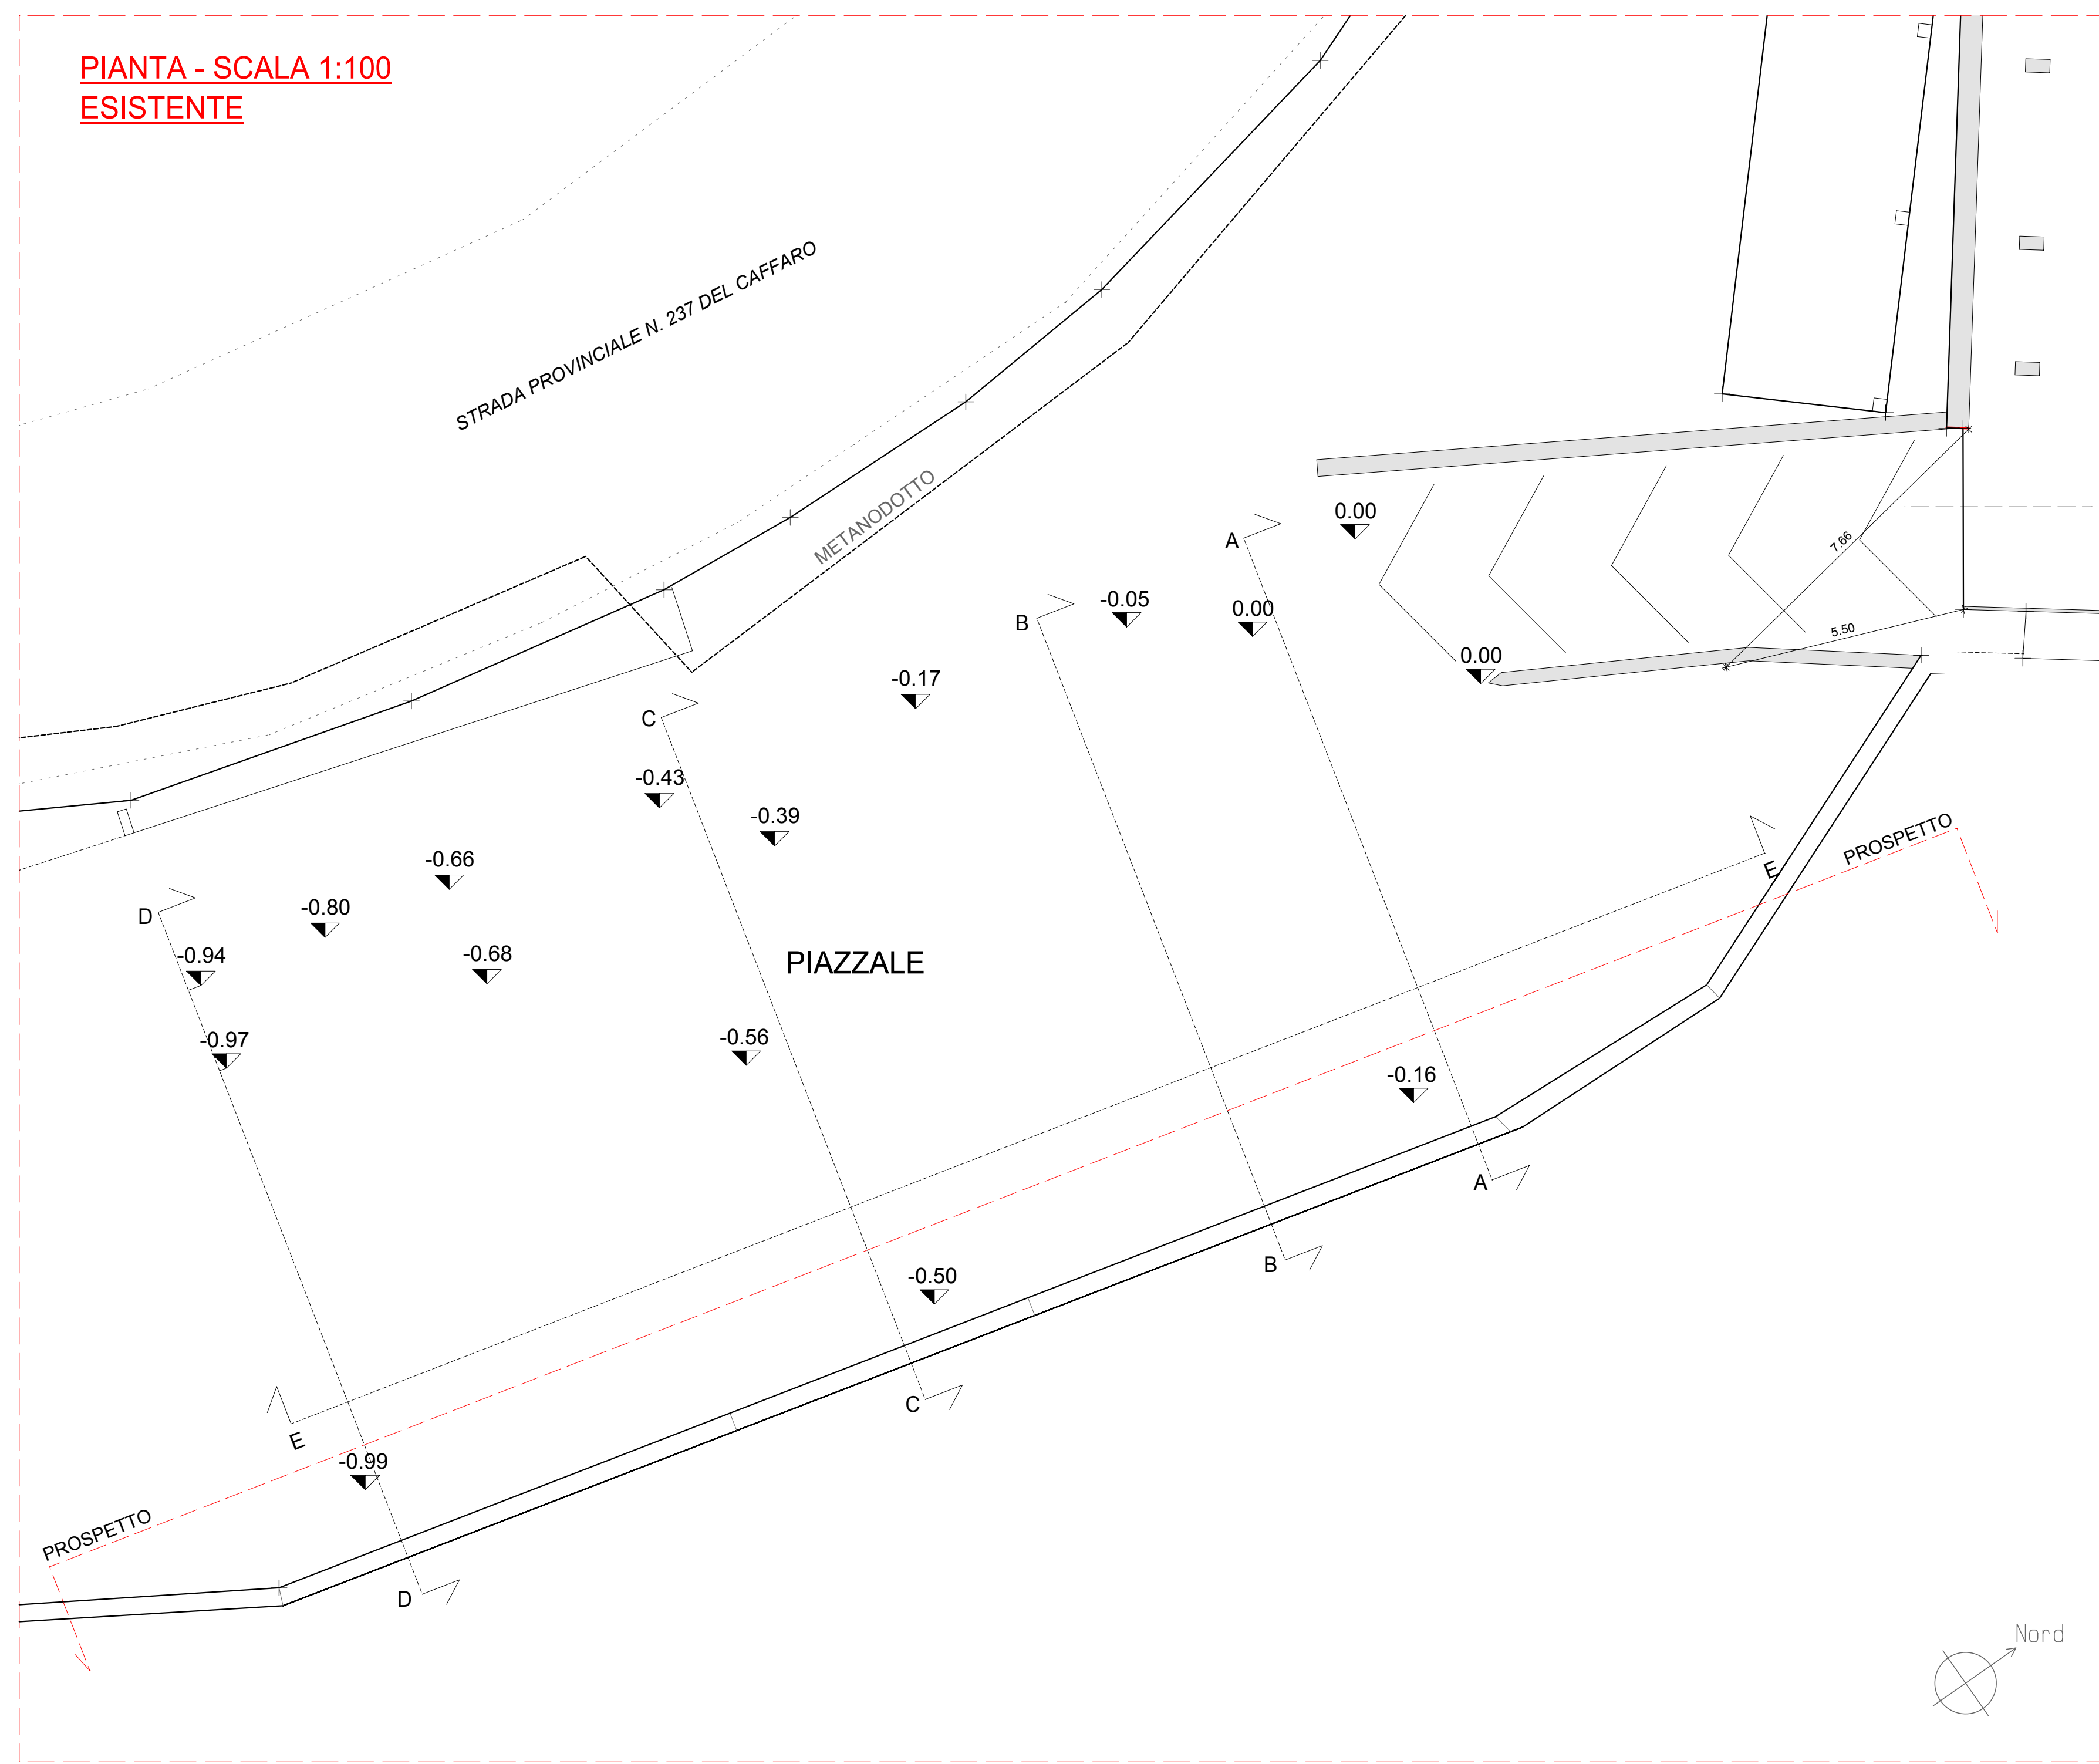 PIANTA - SCALA 1:100
ESISTENTE
STRADA PROVINCIALE N. 237 DEL CAFFARO
METANODOTTO
0.00
A
7.66
-0.05
0.00
B
5.50
0.00
-0.17
C
-0.43
-0.39
PROSPETTO
-0.66
E
-0.80
D
-0.94
-0.68
PIAZZALE
-0.97
-0.56
-0.16
A
B
-0.50
C
E
-0.99
PROSPETTO
D
Nord